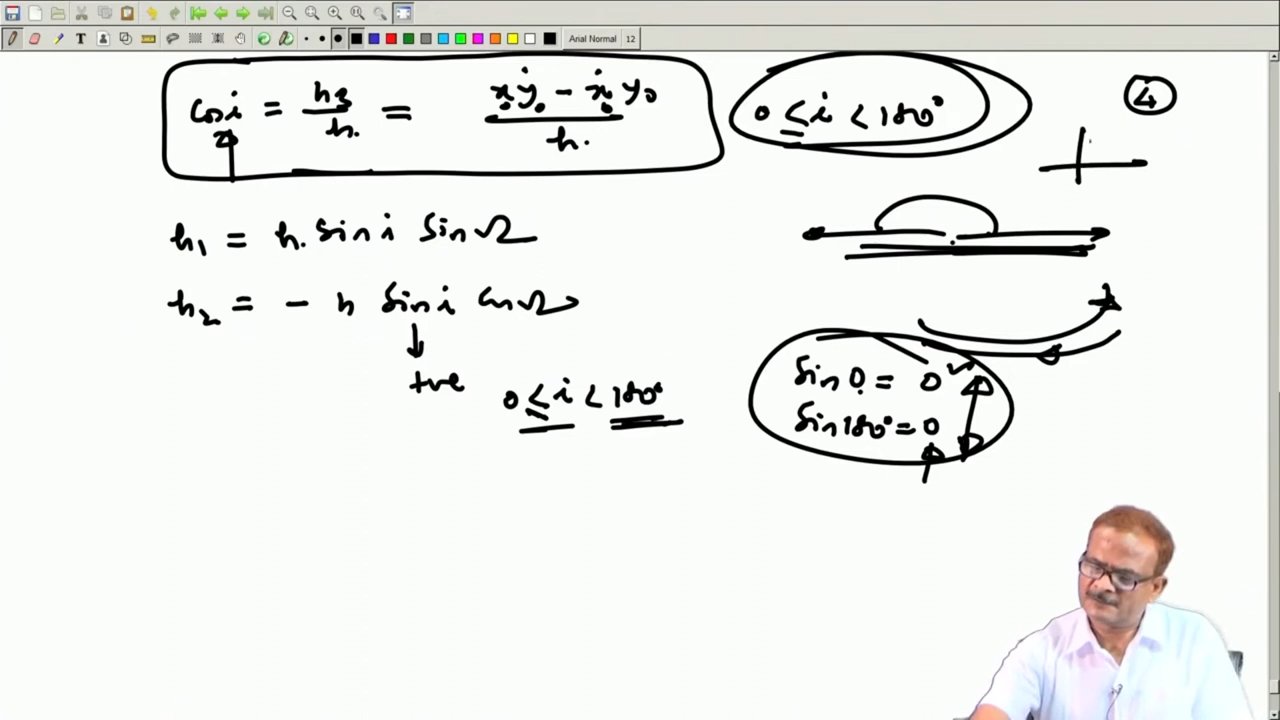 Arial Normal 12
cos i = h3/h. = (x0 ẏ0 − ẋ0 y0)/h. 0 ≤ i < 180° 4
h1 = h. sin i sin Ω
h2 = − h sin i cos Ω
+ve 0 ≤ i < 180°
sin 0 = 0
sin 180° = 0